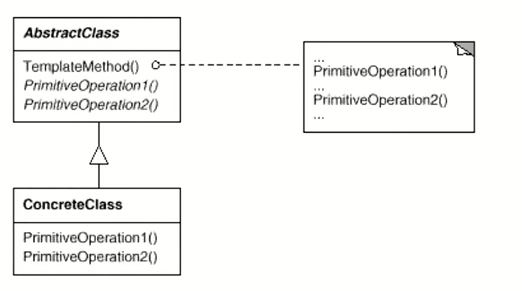 AbstractClass
TemplateMethod()
PrimitiveOperation1()
PrimitiveOperation2()
...
PrimitiveOperation1()
...
PrimitiveOperation2()
...
ConcreteClass
PrimitiveOperation1()
PrimitiveOperation2()